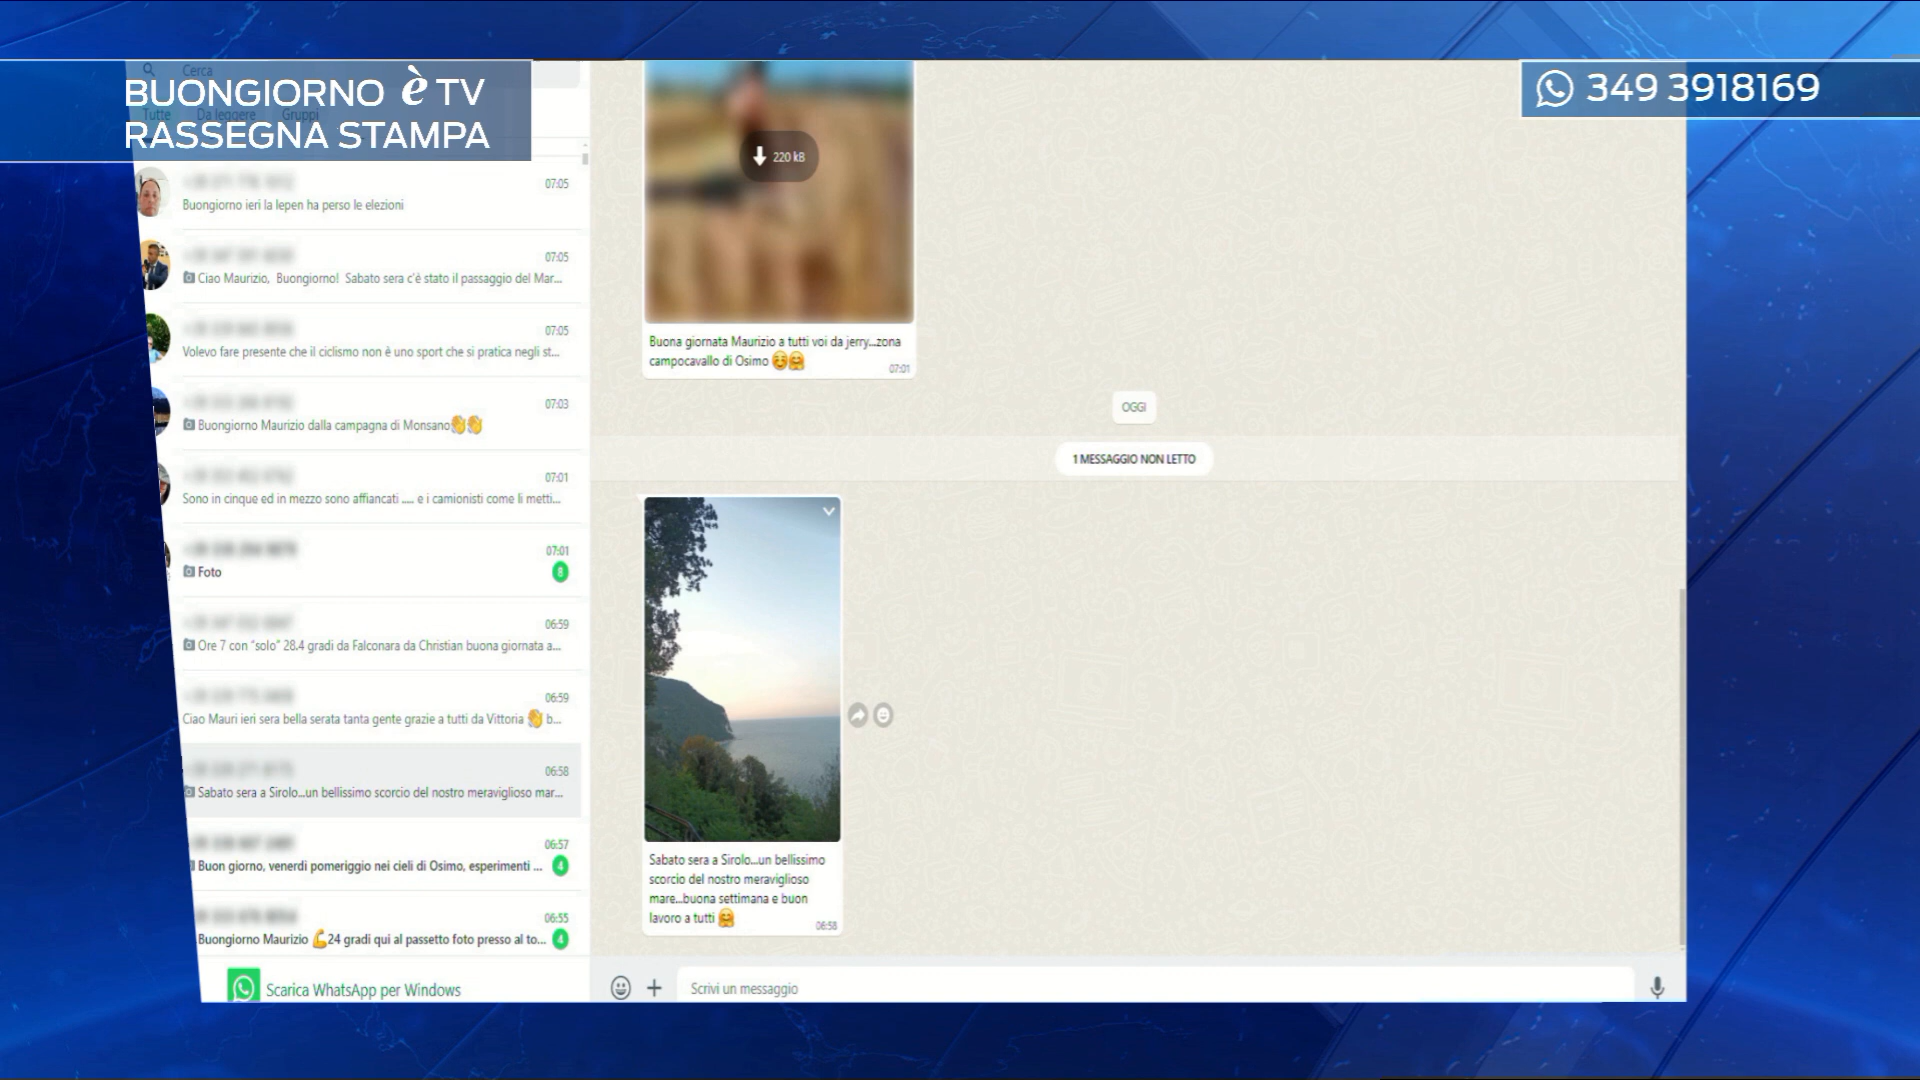 BUONGIORNO è TV
RASSEGNA STAMPA
349 3918169
Cerca
Tutte Da leggere Gruppi
07:05
Buongiorno ieri la lepen ha perso le elezioni
07:05
Ciao Maurizio, Buongiorno! Sabato sera c'è stato il passaggio del Mar...
07:05
Volevo fare presente che il ciclismo non è uno sport che si pratica negli st...
07:03
Buongiorno Maurizio dalla campagna di Monsano👏👏
07:01
Sono in cinque ed in mezzo sono affiancati ..... e i camionisti come li metti...
07:01
Foto 8
06:59
Ore 7 con “solo” 28.4 gradi da Falconara da Christian buona giornata a...
06:59
Ciao Mauri ieri sera bella serata tanta gente grazie a tutti da Vittoria 👏 b...
06:58
Sabato sera a Sirolo...un bellissimo scorcio del nostro meraviglioso mar...
06:57
Buon giorno, venerdì pomeriggio nei cieli di Osimo, esperimenti ... 4
06:55
Buongiorno Maurizio 💪24 gradi qui al passetto foto presso al to... 4
Scarica WhatsApp per Windows
220 kB
Buona giornata Maurizio a tutti voi da jerry...zona
campocavallo di Osimo ☺️🤗
07:01
OGGI
1 MESSAGGIO NON LETTO
Sabato sera a Sirolo...un bellissimo
scorcio del nostro meraviglioso
mare...buona settimana e buon
lavoro a tutti 🤗
06:58
Scrivi un messaggio